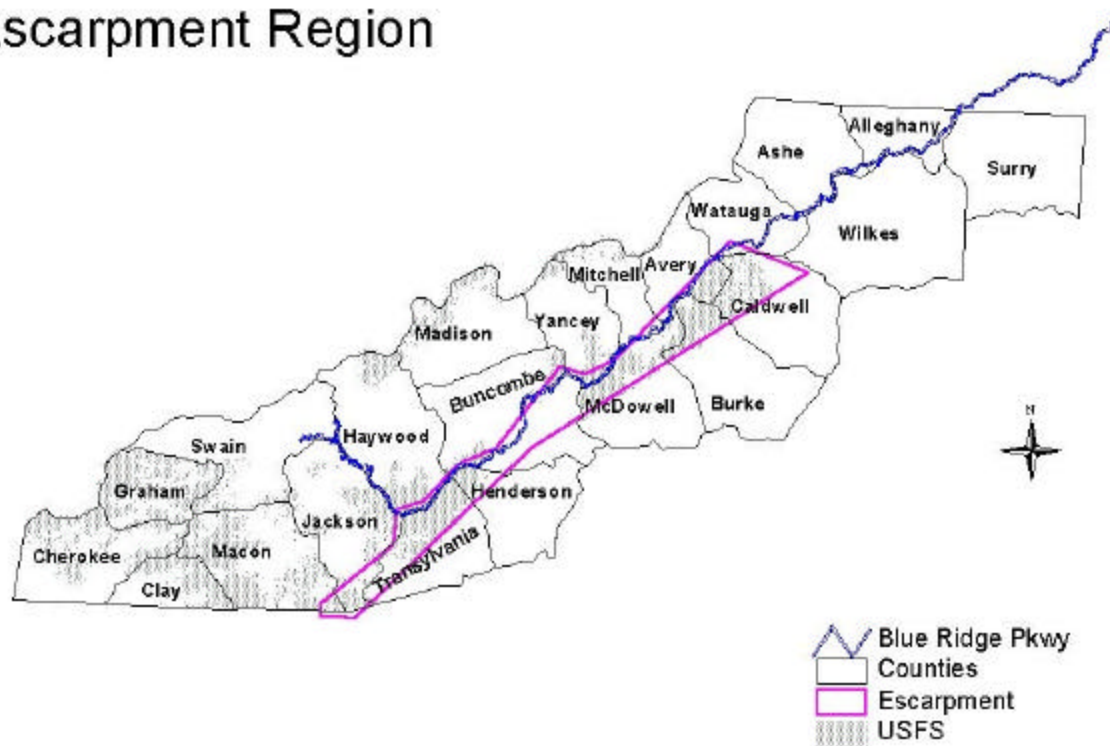 scarpment Region
Alleghany
Ashe
Surry
Watauga
Wilkes
Avery
Mitchell
Caldwell
Yancey
Madison
Buncombe
McDowell
Burke
Haywood
Swain
N
Graham
Henderson
Jackson
Macon
Cherokee
Transylvania
Clay
Blue Ridge Pkwy
Counties
Escarpment
USFS